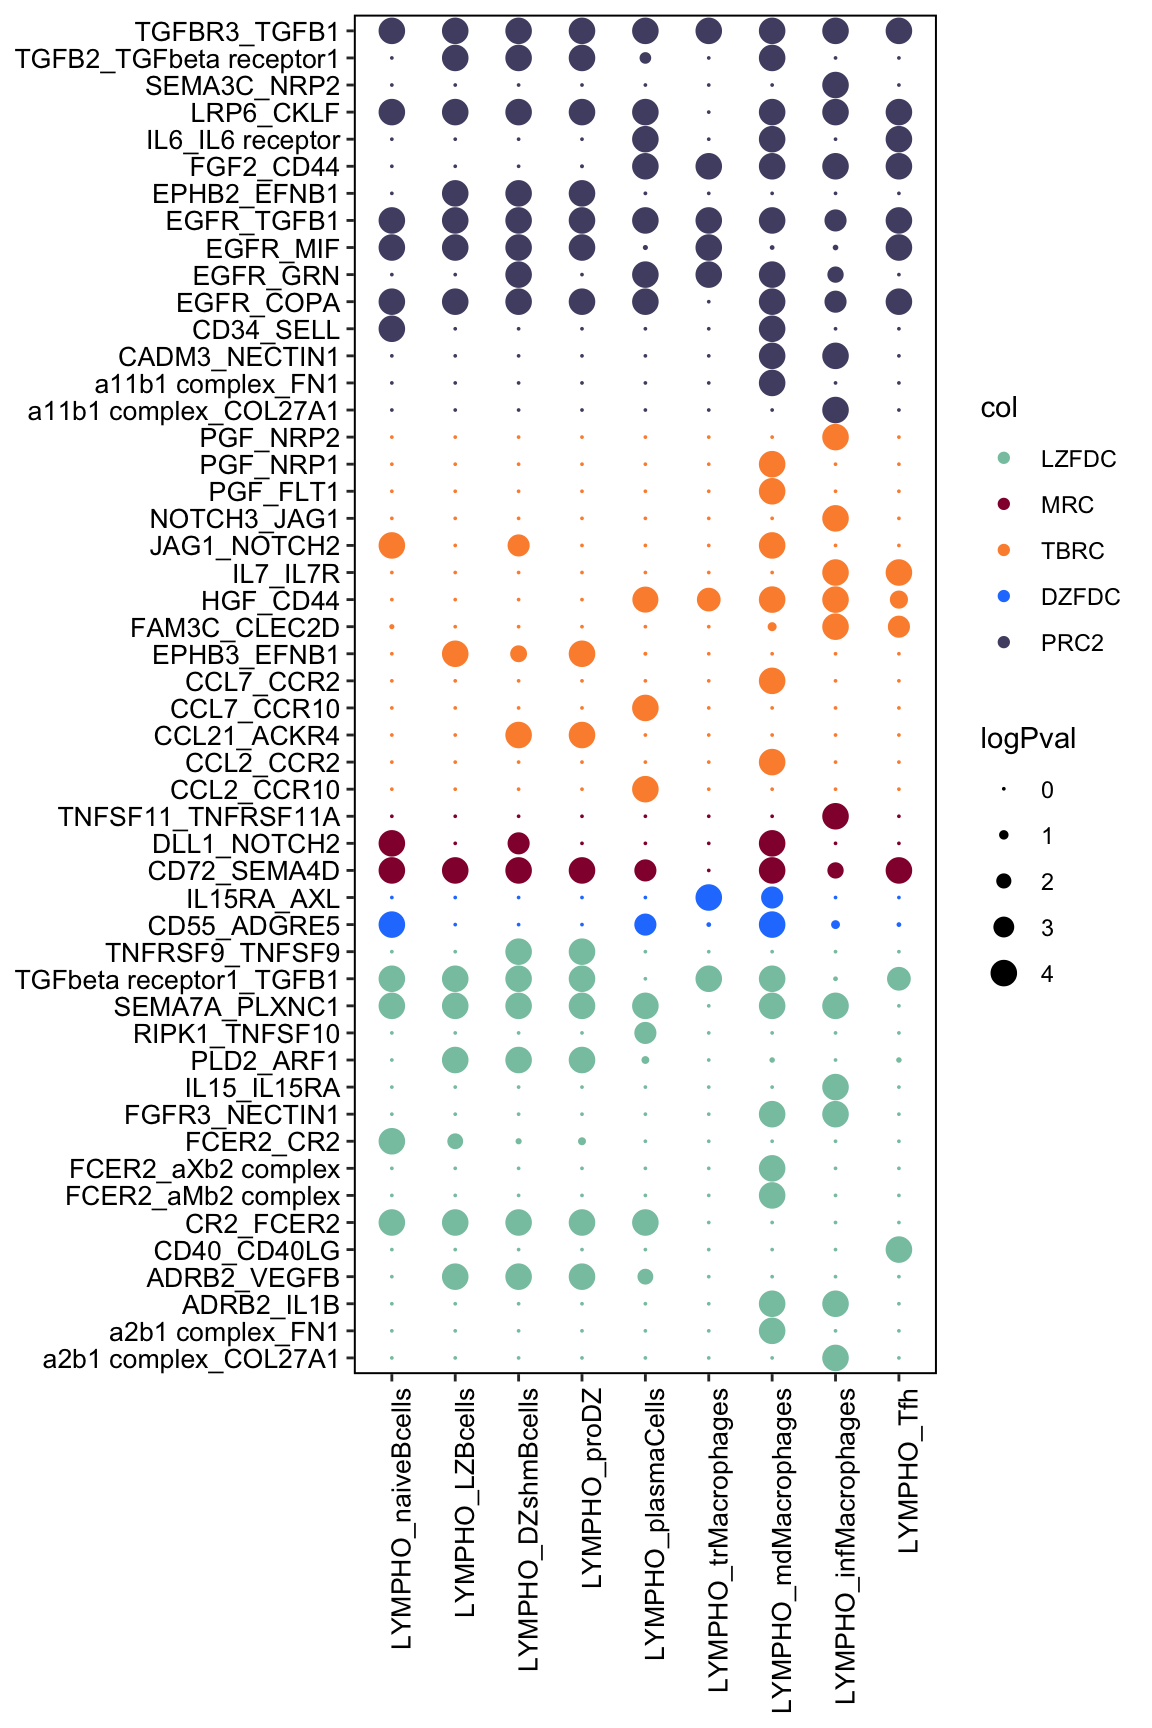 TGFBR3_TGFB1
TGFB2_TGFbeta receptor1
SEMA3C_NRP2
LRP6_CKLF
IL6_IL6 receptor
FGF2_CD44
EPHB2_EFNB1
EGFR_TGFB1
EGFR_MIF
EGFR_GRN
EGFR_COPA
CD34_SELL
CADM3_NECTIN1
a11b1 complex_FN1
a11b1 complex_COL27A1
PGF_NRP2
PGF_NRP1
PGF_FLT1
NOTCH3_JAG1
JAG1_NOTCH2
IL7_IL7R
HGF_CD44
FAM3C_CLEC2D
EPHB3_EFNB1
CCL7_CCR2
CCL7_CCR10
CCL21_ACKR4
CCL2_CCR2
CCL2_CCR10
TNFSF11_TNFRSF11A
DLL1_NOTCH2
CD72_SEMA4D
IL15RA_AXL
CD55_ADGRE5
TNFRSF9_TNFSF9
TGFbeta receptor1_TGFB1
SEMA7A_PLXNC1
RIPK1_TNFSF10
PLD2_ARF1
IL15_IL15RA
FGFR3_NECTIN1
FCER2_CR2
FCER2_aXb2 complex
FCER2_aMb2 complex
CR2_FCER2
CD40_CD40LG
ADRB2_VEGFB
ADRB2_IL1B
a2b1 complex_FN1
a2b1 complex_COL27A1
LYMPHO_naiveBcells
LYMPHO_LZBcells
LYMPHO_DZshmBcells
LYMPHO_proDZ
LYMPHO_plasmaCells
LYMPHO_trMacrophages
LYMPHO_mdMacrophages
LYMPHO_infMacrophages
LYMPHO_Tfh
col
LZFDC
MRC
TBRC
DZFDC
PRC2
logPval
0
1
2
3
4